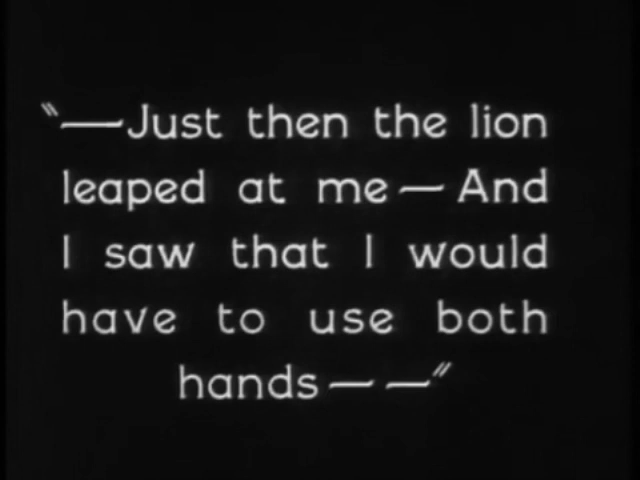 "—Just then the lion
leaped at me — And
I saw that I would
have to use both
hands — —"